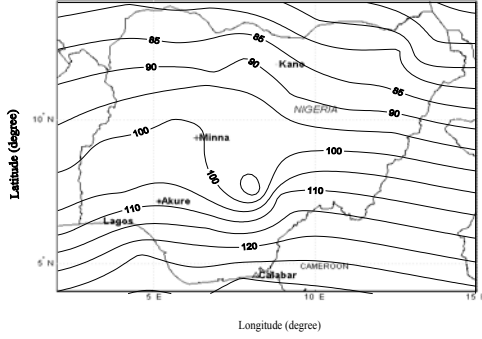 85
85
90
90
Kano
85
NIGERIA
90
10° N
100
Minna
100
100
110
Akure
110
Lagos
120
5° N
CAMEROON
Calabar
5 E
10 E
15
Latitude (degree)
Longitude (degree)